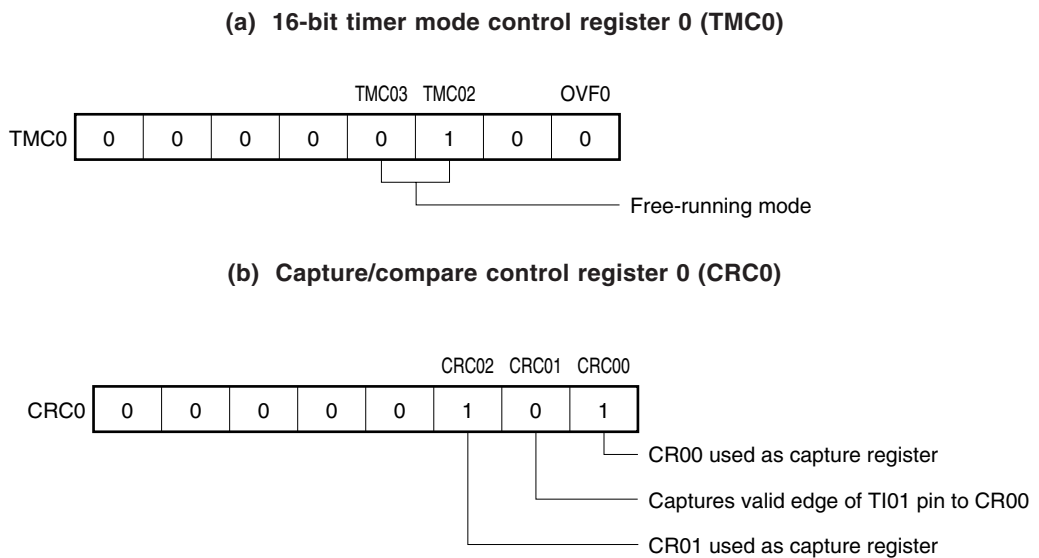 (a) 16-bit timer mode control register 0 (TMC0)
TMC03 TMC02 OVF0
TMC0 0 0 0 0 0 1 0 0
Free-running mode
(b) Capture/compare control register 0 (CRC0)
CRC02 CRC01 CRC00
CRC0 0 0 0 0 0 1 0 1
CR00 used as capture register
Captures valid edge of TI01 pin to CR00
CR01 used as capture register